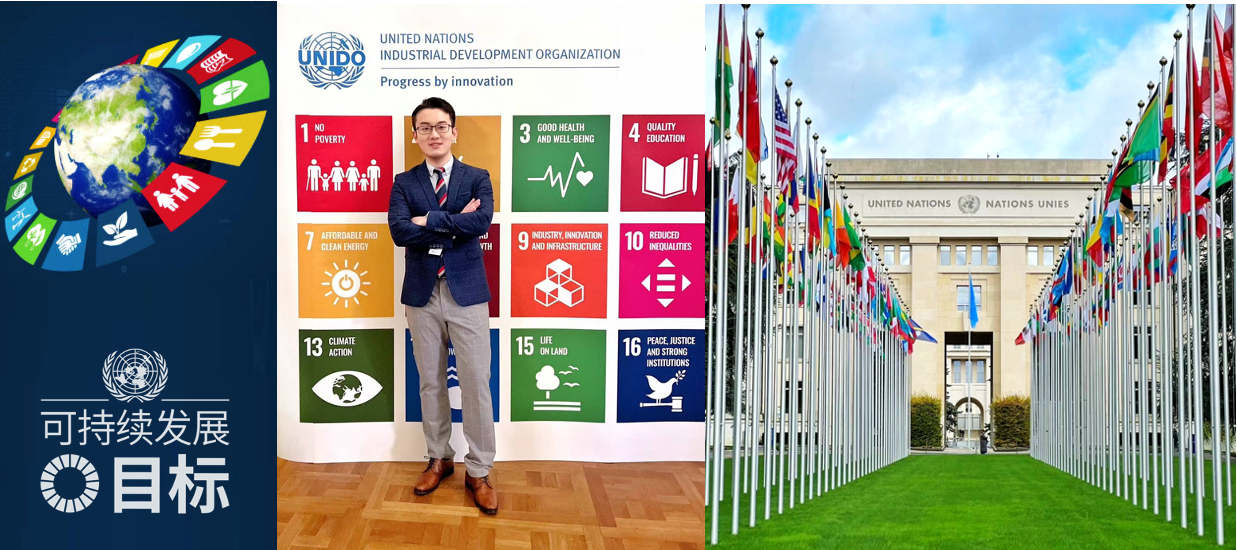 可持续发展
目标
UNIDO
UNITED NATIONS
INDUSTRIAL DEVELOPMENT ORGANIZATION
Progress by innovation
1 NO
POVERTY
3 GOOD HEALTH
AND WELL-BEING
4 QUALITY
EDUCATION
7 AFFORDABLE AND
CLEAN ENERGY
9 INDUSTRY, INNOVATION
AND INFRASTRUCTURE
10 REDUCED
INEQUALITIES
13 CLIMATE
ACTION
15 LIFE
ON LAND
16 PEACE, JUSTICE
AND STRONG
INSTITUTIONS
UNITED NATIONS NATIONS UNIES